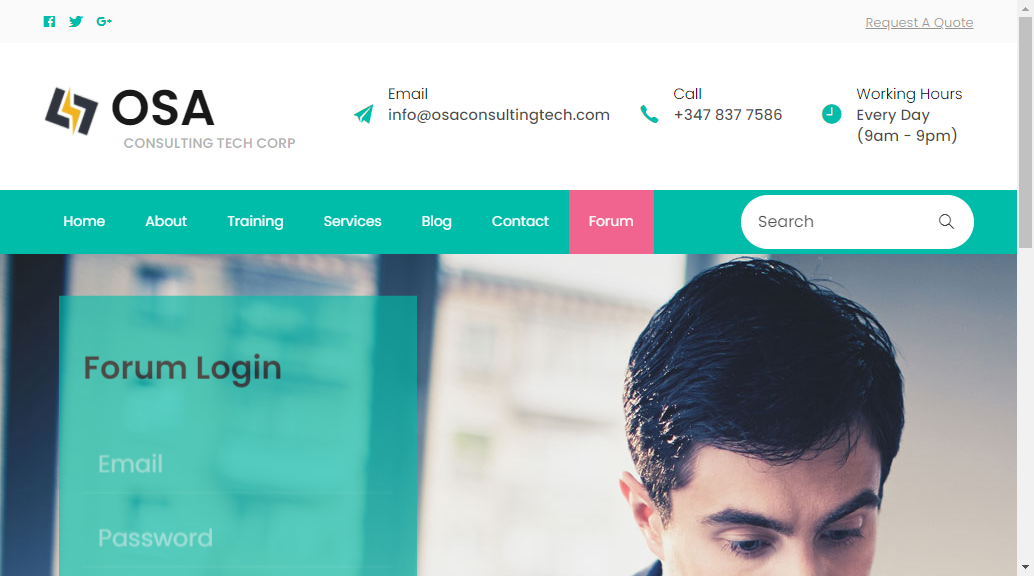 Request A Quote
OSA
CONSULTING TECH CORP
Email
info@osaconsultingtech.com
Call
+347 837 7586
Working Hours
Every Day
(9am - 9pm)
Home
About
Training
Services
Blog
Contact
Forum
Search
Forum Login
Email
Password